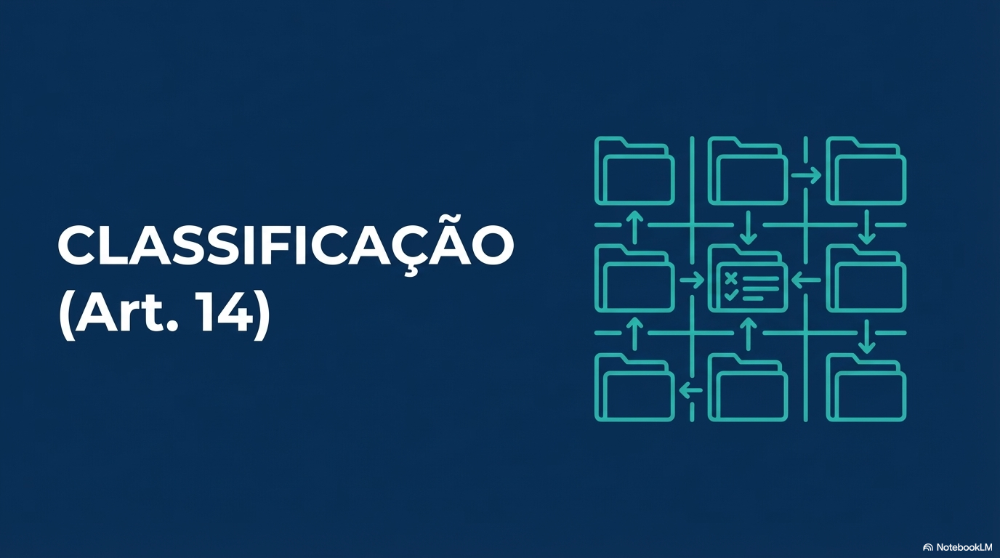 CLASSIFICAÇÃO
(Art. 14)
NotebookLM